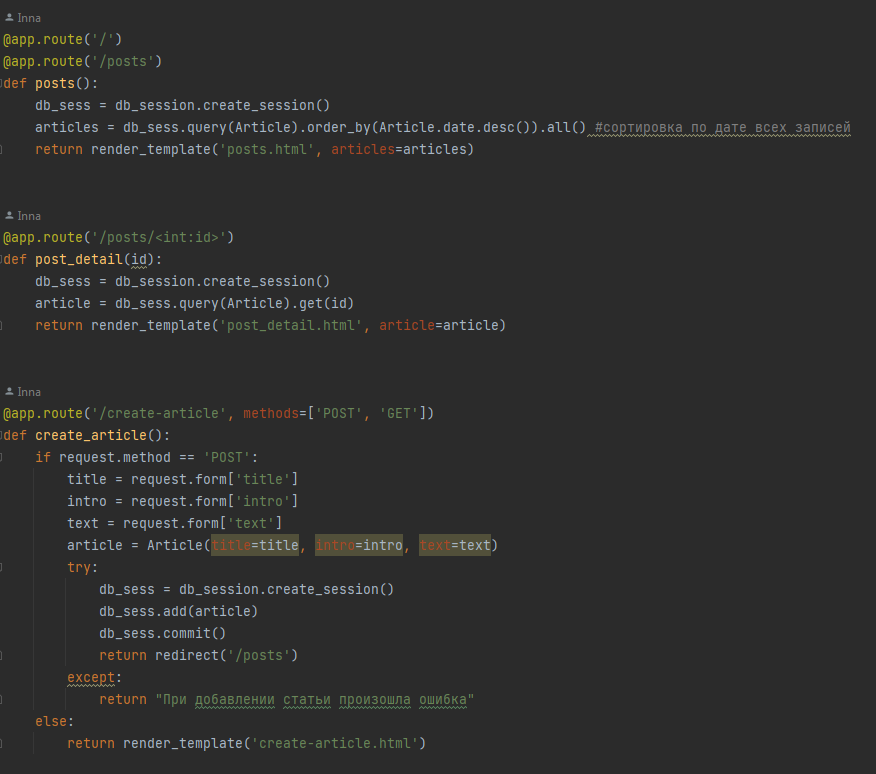 Inna
@app.route('/')
@app.route('/posts')
def posts():
    db_sess = db_session.create_session()
    articles = db_sess.query(Article).order_by(Article.date.desc()).all() #сортировка по дате всех записей
    return render_template('posts.html', articles=articles)
Inna
@app.route('/posts/<int:id>')
def post_detail(id):
    db_sess = db_session.create_session()
    article = db_sess.query(Article).get(id)
    return render_template('post_detail.html', article=article)
Inna
@app.route('/create-article', methods=['POST', 'GET'])
def create_article():
    if request.method == 'POST':
        title = request.form['title']
        intro = request.form['intro']
        text = request.form['text']
        article = Article(title=title, intro=intro, text=text)
        try:
            db_sess = db_session.create_session()
            db_sess.add(article)
            db_sess.commit()
            return redirect('/posts')
        except:
            return "При добавлении статьи произошла ошибка"
    else:
        return render_template('create-article.html')